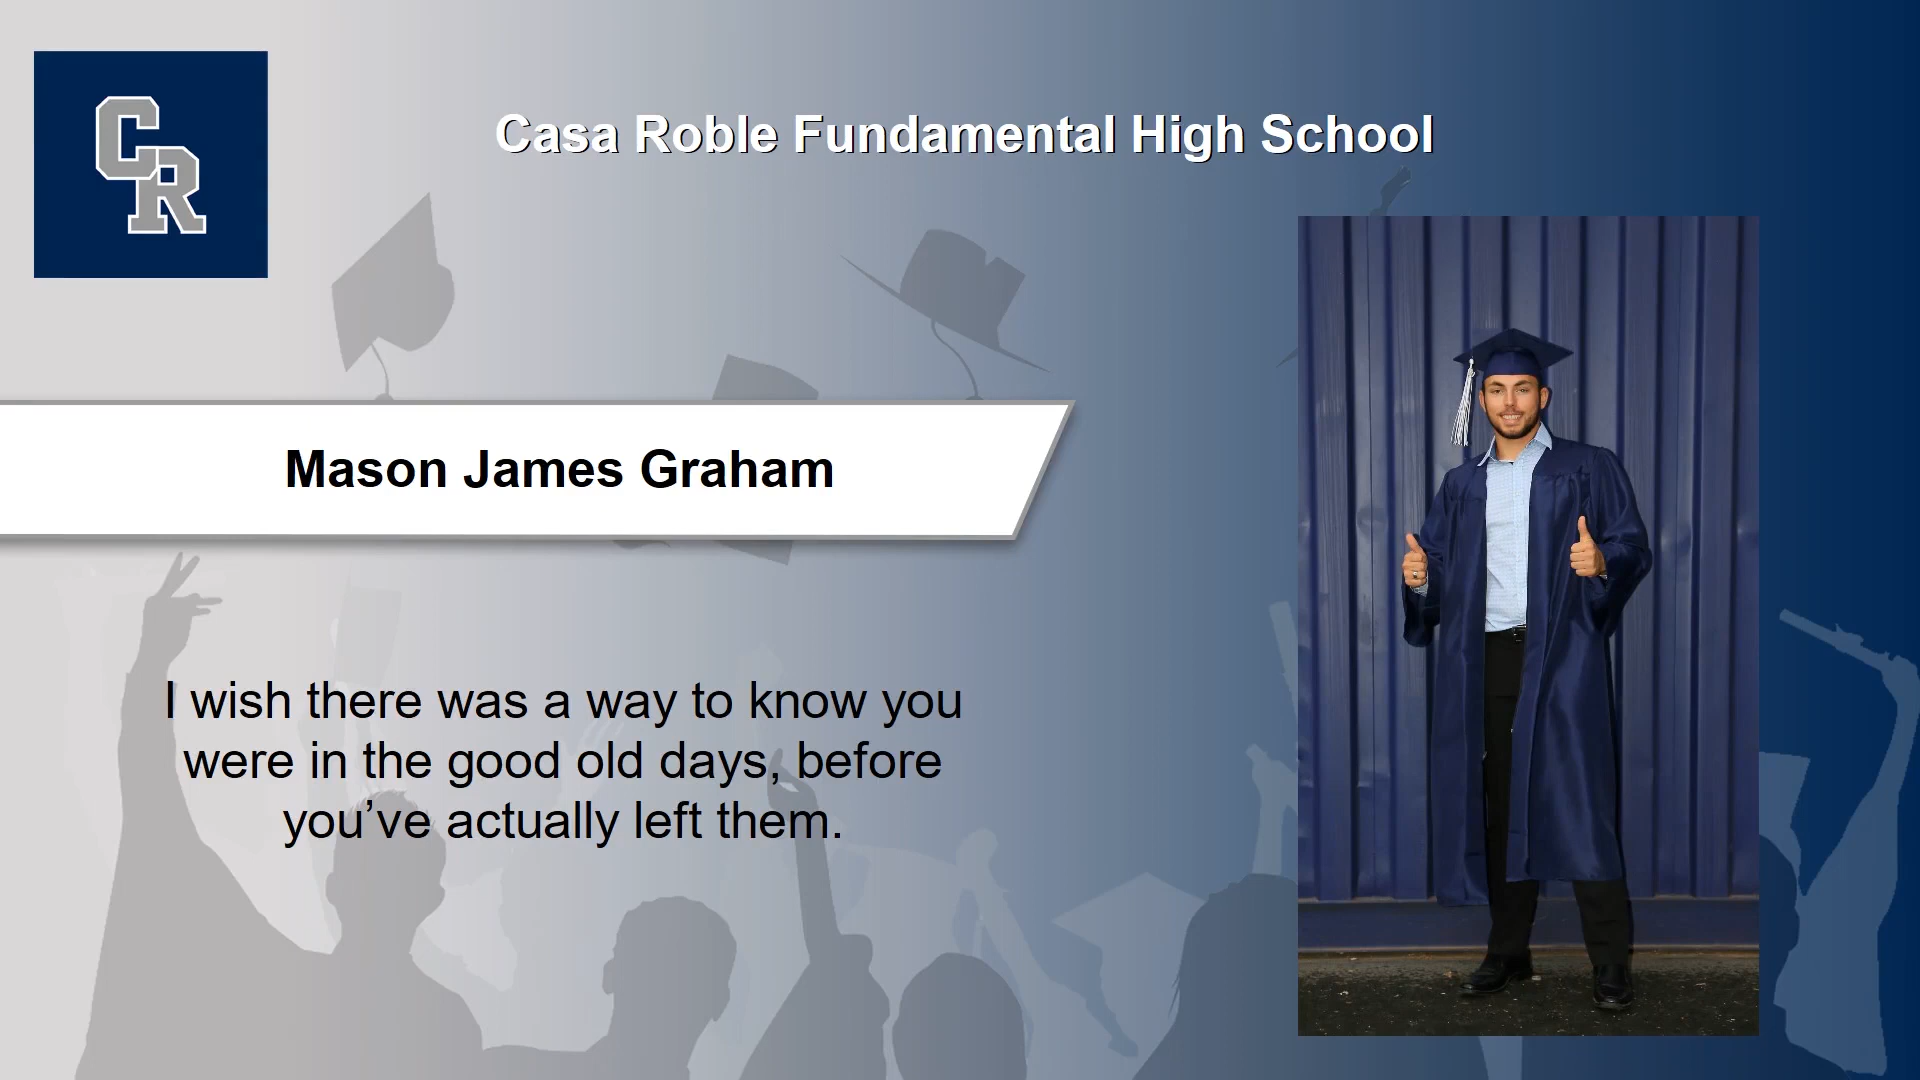 CR
Casa Roble Fundamental High School
Mason James Graham
I wish there was a way to know you
were in the good old days, before
you’ve actually left them.